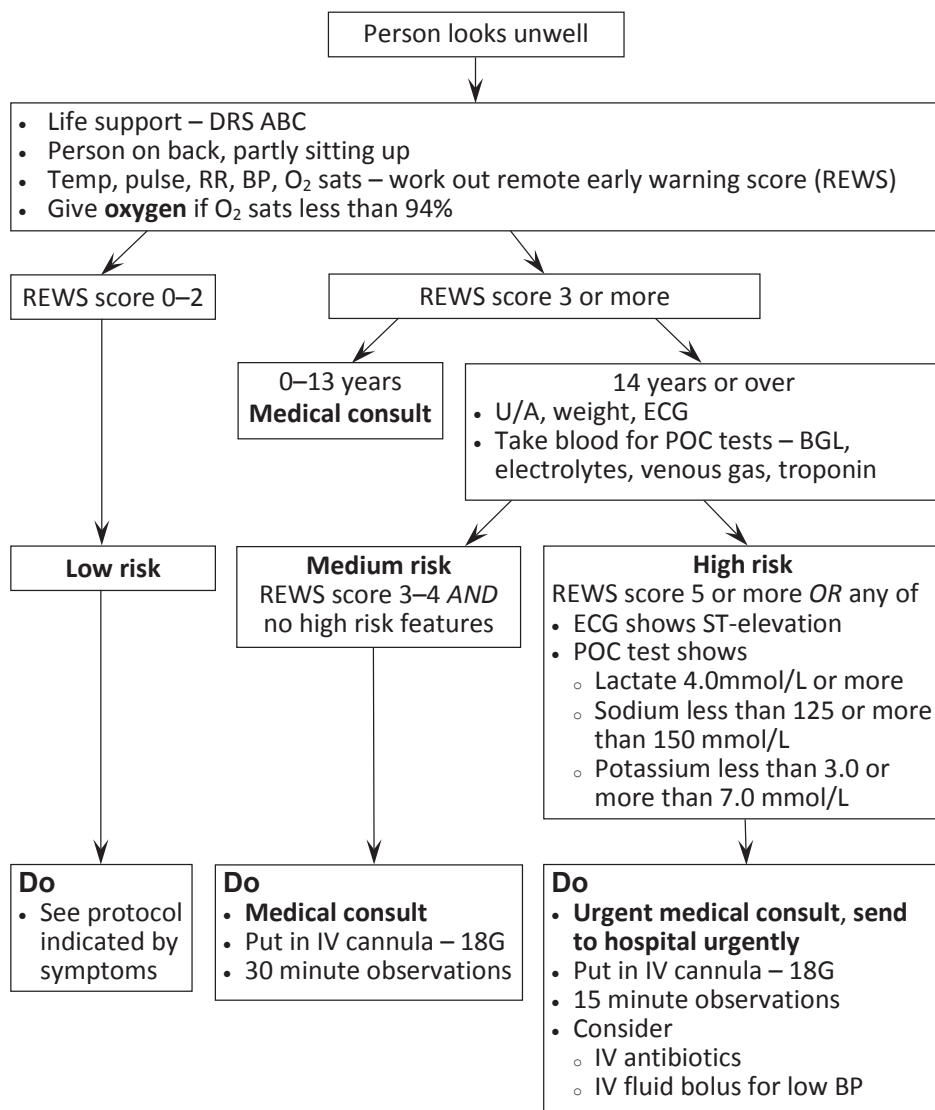 Person looks unwell
• Life support – DRS ABC
• Person on back, partly sitting up
• Temp, pulse, RR, BP, O₂ sats – work out remote early warning score (REWS)
• Give oxygen if O₂ sats less than 94%
REWS score 0–2
REWS score 3 or more
0–13 years
Medical consult
14 years or over
• U/A, weight, ECG
• Take blood for POC tests – BGL,
electrolytes, venous gas, troponin
Low risk
Medium risk
REWS score 3–4 AND
no high risk features
High risk
REWS score 5 or more OR any of
• ECG shows ST-elevation
• POC test shows
○ Lactate 4.0mmol/L or more
○ Sodium less than 125 or more
than 150 mmol/L
○ Potassium less than 3.0 or
more than 7.0 mmol/L
Do
• See protocol
indicated by
symptoms
Do
• Medical consult
• Put in IV cannula – 18G
• 30 minute observations
Do
• Urgent medical consult, send
to hospital urgently
• Put in IV cannula – 18G
• 15 minute observations
• Consider
○ IV antibiotics
○ IV fluid bolus for low BP